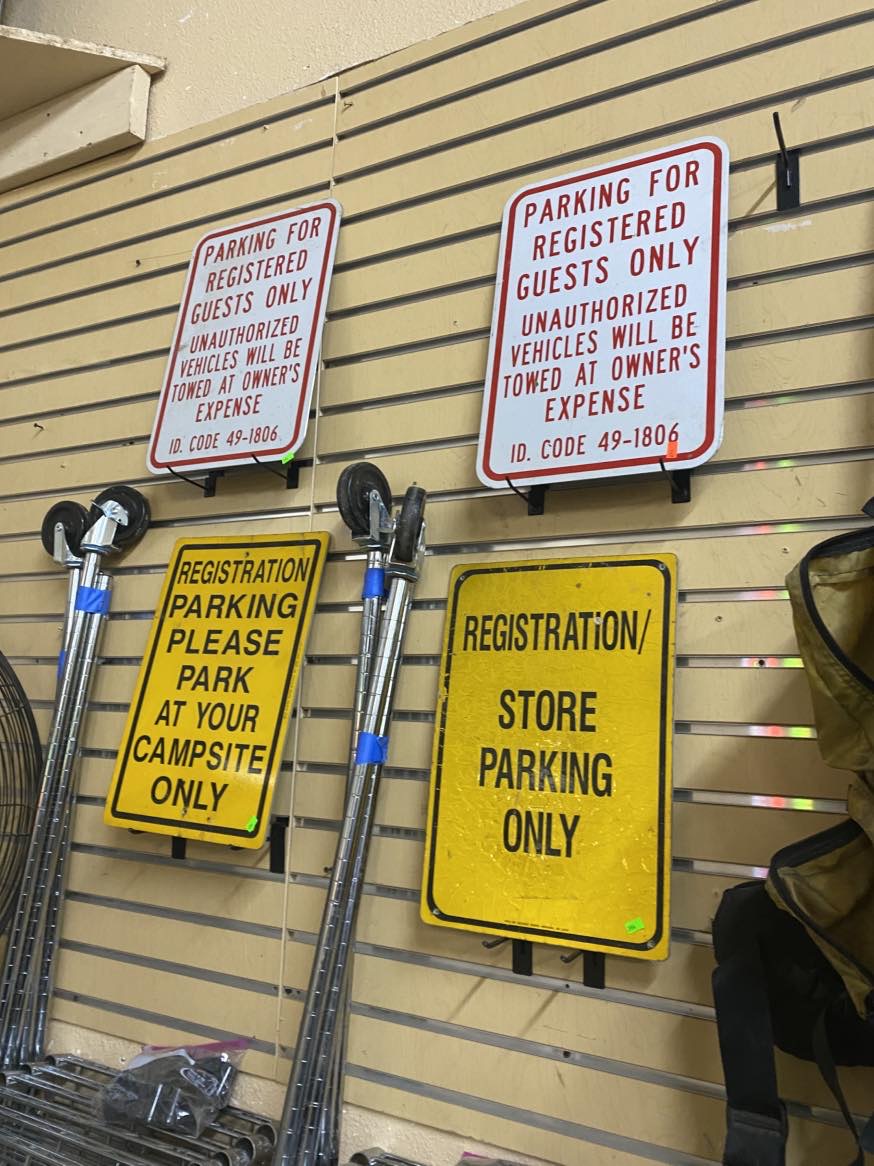 PARKING FOR
REGISTERED
GUESTS ONLY
UNAUTHORIZED
VEHICLES WILL BE
TOWED AT OWNER'S
EXPENSE
ID. CODE 49-1806
PARKING FOR
REGISTERED
GUESTS ONLY
UNAUTHORIZED
VEHICLES WILL BE
TOWED AT OWNER'S
EXPENSE
ID. CODE 49-1806
REGISTRATION
PARKING
PLEASE
PARK
AT YOUR
CAMPSITE
ONLY
REGISTRATiON/
STORE
PARKING
ONLY